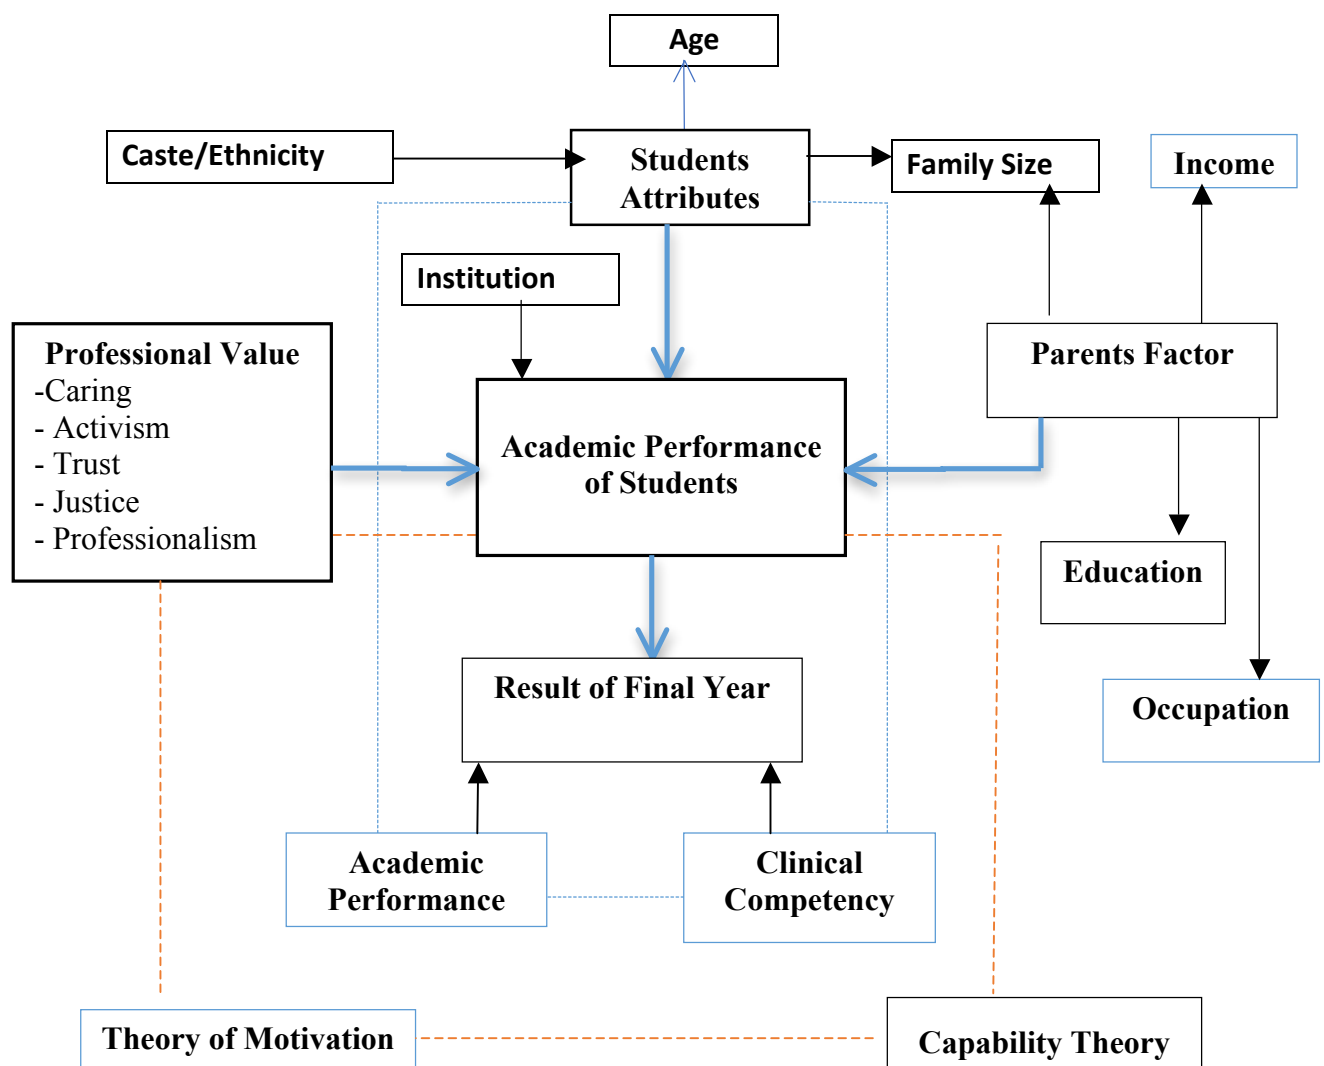 Age
Caste/Ethnicity
Students
Attributes
Family Size
Income
Institution
Professional Value
-Caring
- Activism
- Trust
- Justice
- Professionalism
Academic Performance
of Students
Parents Factor
Education
Occupation
Result of Final Year
Academic
Performance
Clinical
Competency
Theory of Motivation
Capability Theory